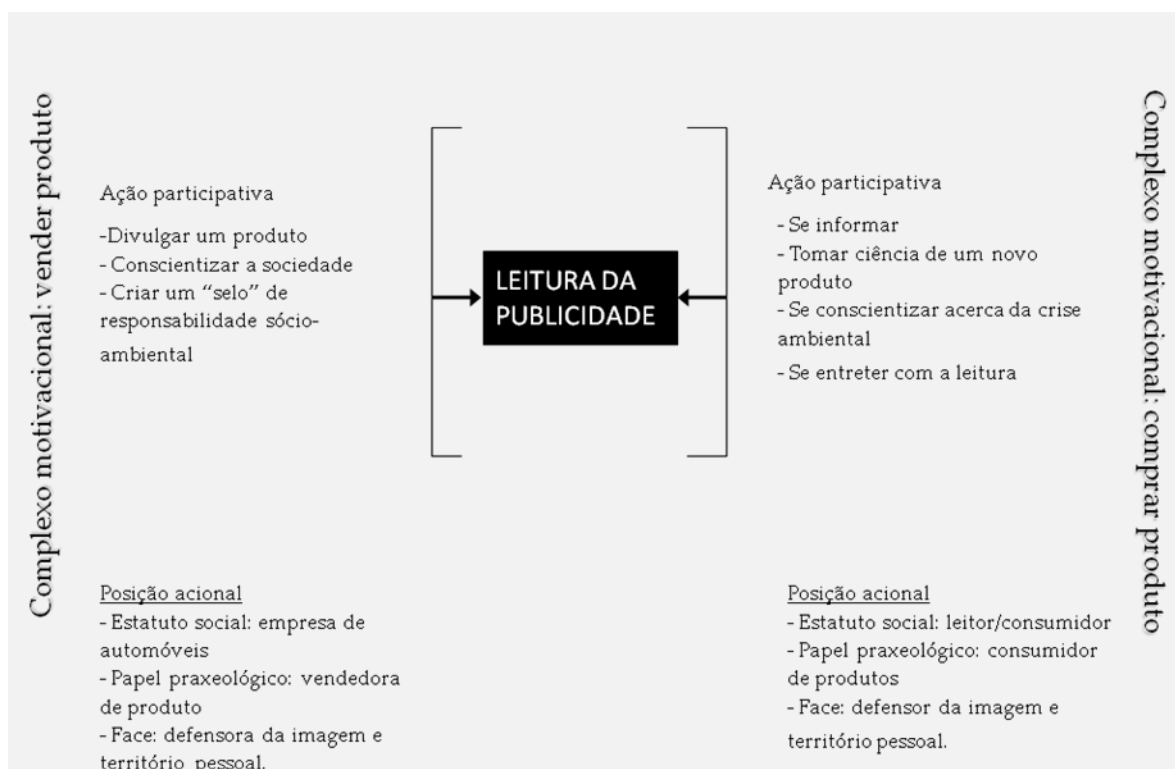 Complexo motivacional: vender produto
Ação participativa
-Divulgar um produto
- Conscientizar a sociedade
- Criar um “selo” de
responsabilidade sócio-
ambiental
Posição acional
- Estatuto social: empresa de
automóveis
- Papel praxeológico: vendedora
de produto
- Face: defensora da imagem e
território pessoal.
LEITURA DA
PUBLICIDADE
Ação participativa
- Se informar
- Tomar ciência de um novo
produto
- Se conscientizar acerca da crise
ambiental
- Se entreter com a leitura
Posição acional
- Estatuto social: leitor/consumidor
- Papel praxeológico: consumidor
de produtos
- Face: defensor da imagem e
território pessoal.
Complexo motivacional: comprar produto